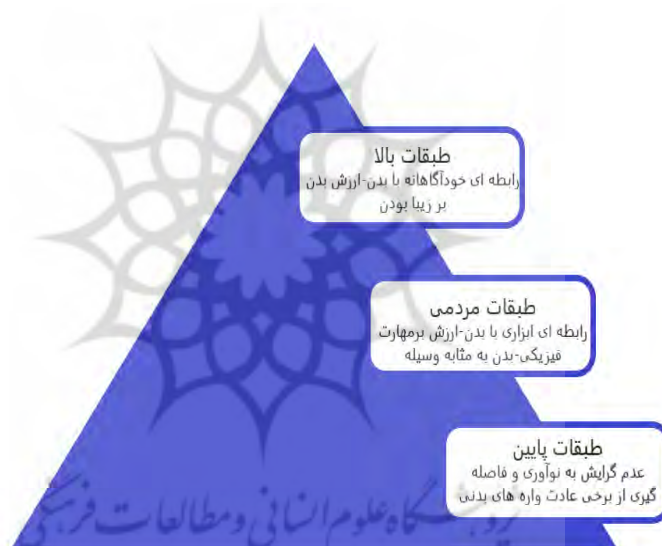 طبقات بالا
رابطه ای خودآگاهانه با بدن-ارزش بدن
بر زیبا بودن
طبقات مردمی
رابطه ای ابزاری با بدن-ارزش برمهارت
فیزیکی-بدن به مثابه وسیله
طبقات پایین
عدم گرایش به نوآوری و فاصله
گیری از برخی عادت واره های بدنی
پژوهشگاه علوم انسانی و مطالعات فرهنگی